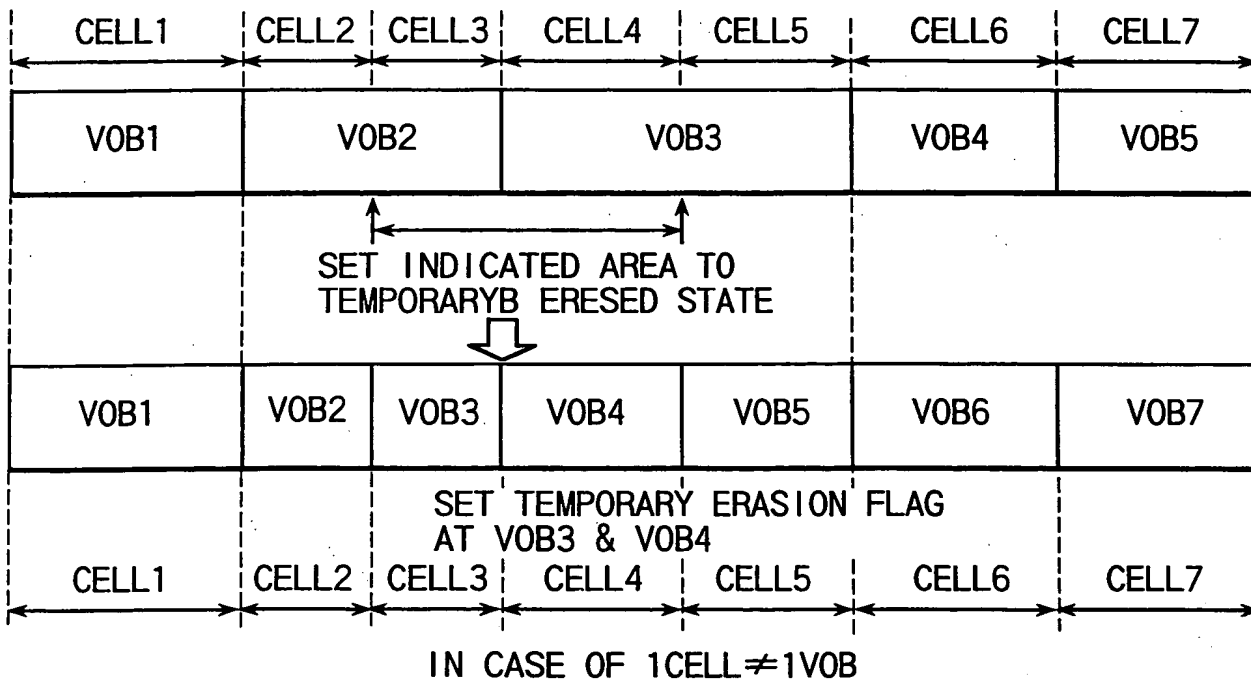 CELL1 CELL2 CELL3 CELL4 CELL5 CELL6 CELL7
VOB1 VOB2 VOB3 VOB4 VOB5
SET INDICATED AREA TO
TEMPORARYB ERESED STATE
VOB1 VOB2 VOB3 VOB4 VOB5 VOB6 VOB7
SET TEMPORARY ERASION FLAG
AT VOB3 & VOB4
CELL1 CELL2 CELL3 CELL4 CELL5 CELL6 CELL7
IN CASE OF 1CELL≠1VOB